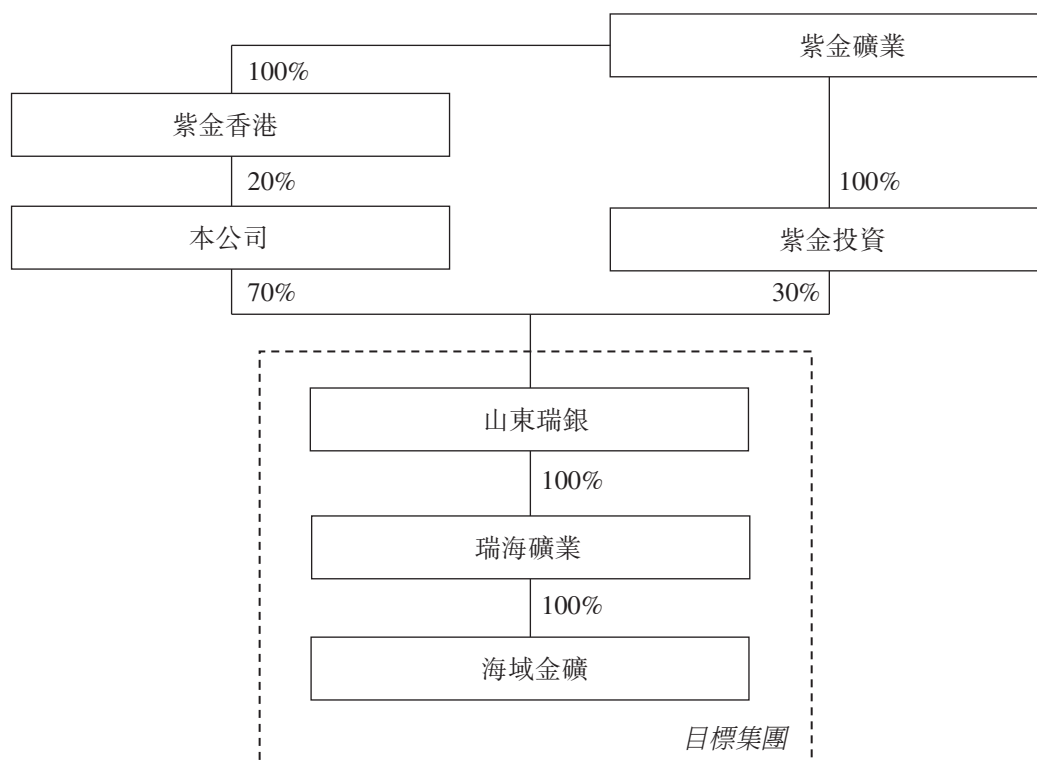 紫金礦業
100%
紫金香港
20%
100%
本公司
紫金投資
70%
30%
山東瑞銀
100%
瑞海礦業
100%
海域金礦
目標集團